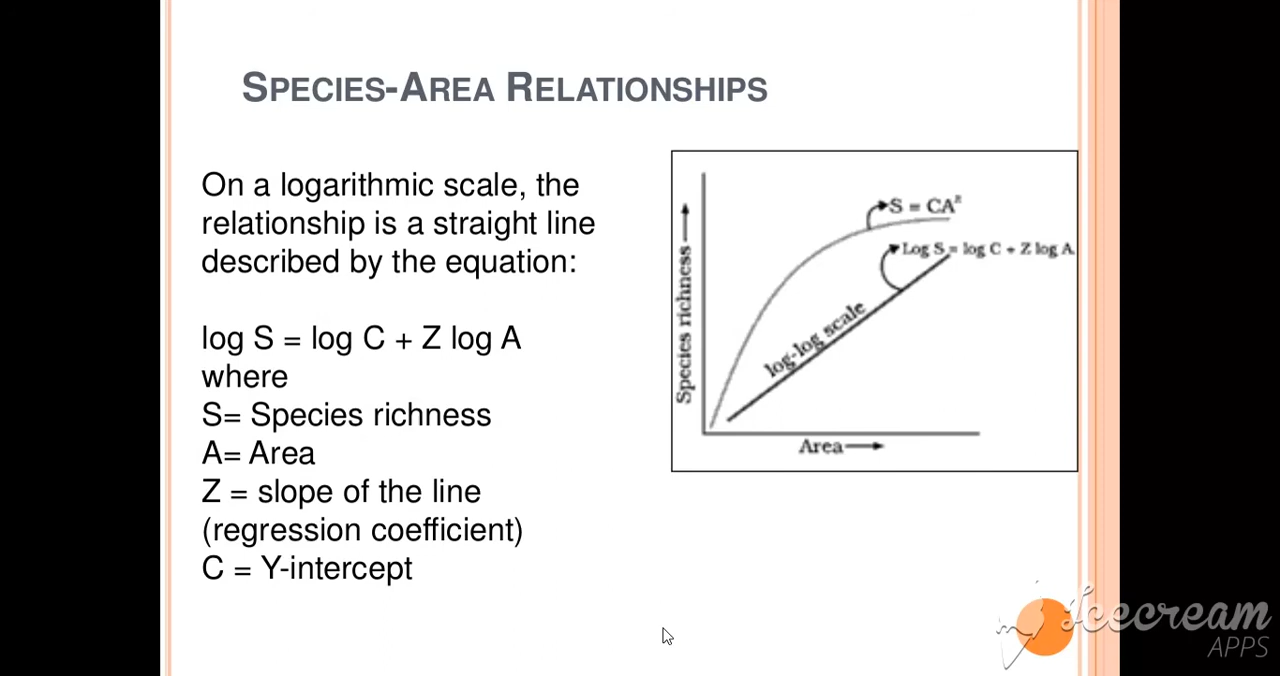 SPECIES-AREA RELATIONSHIPS
On a logarithmic scale, the
relationship is a straight line
described by the equation:
log S = log C + Z log A
where
S= Species richness
A= Area
Z = slope of the line
(regression coefficient)
C = Y-intercept
Species richness
S = CAᶻ
Log S = log C + Z log A
log-log scale
Area
Icecream
APPS